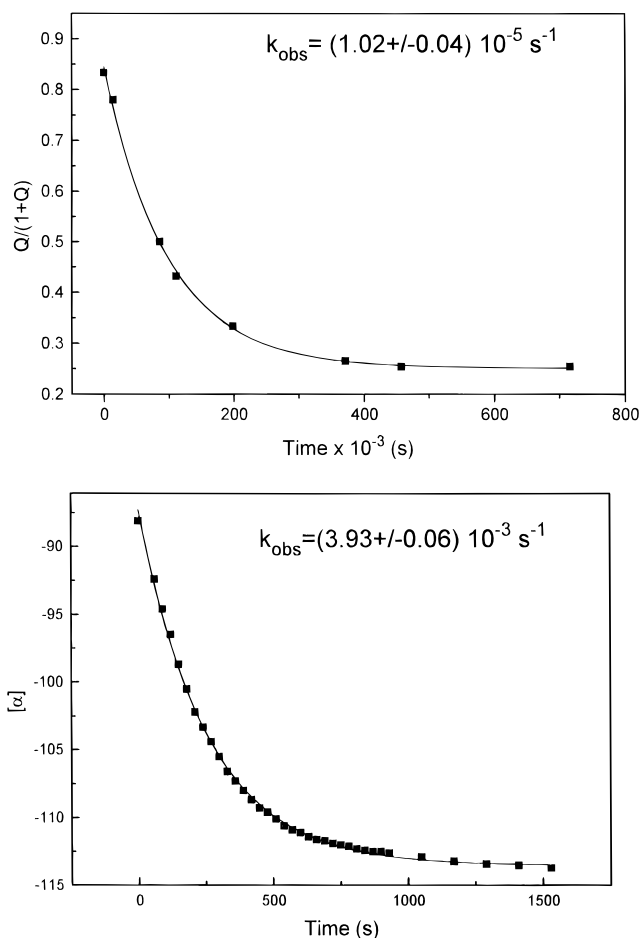 k_obs= (1.02+/-0.04) 10^-5 s^-1
0.9
0.8
0.7
0.6
0.5
0.4
0.3
0.2
Q/(1+Q)
0 200 400 600 800
Time x 10^-3 (s)
k_obs=(3.93+/-0.06) 10^-3 s^-1
-90
-95
-100
-105
-110
-115
[α]
0 500 1000 1500
Time (s)